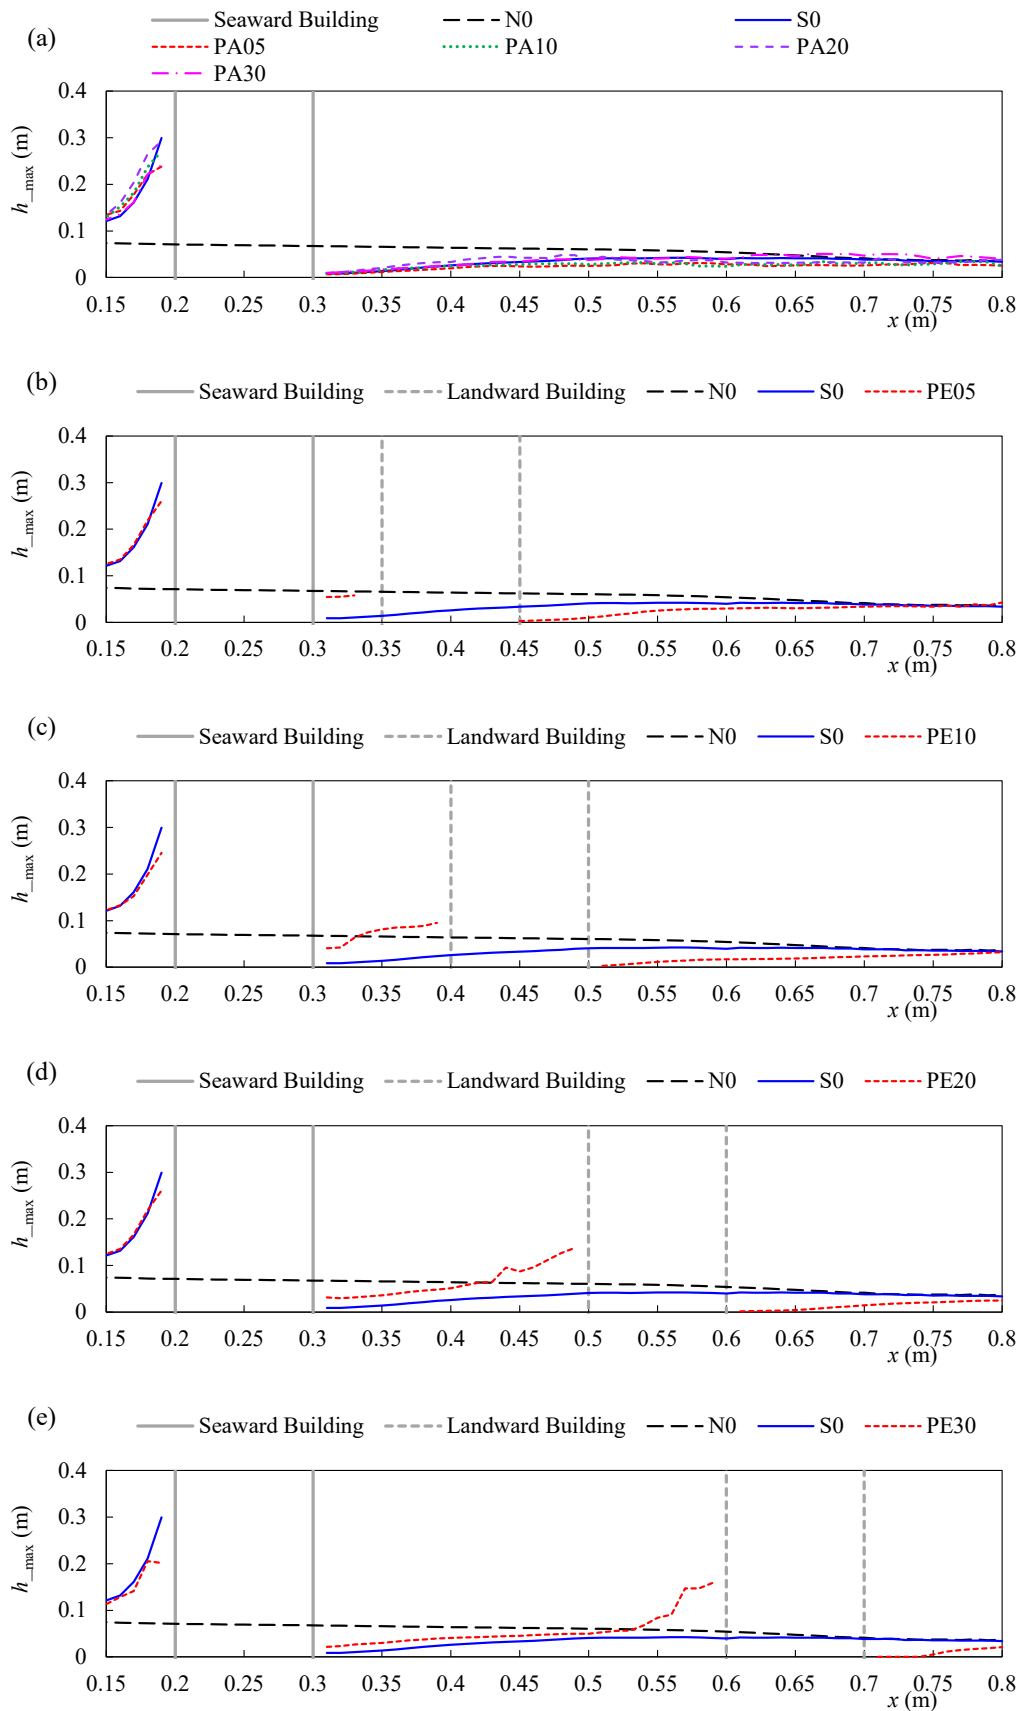 (a)
Seaward Building N0 S0
PA05 PA10 PA20
PA30
0.4
0.3
0.2
0.1
0
h_max (m)
0.15 0.2 0.25 0.3 0.35 0.4 0.45 0.5 0.55 0.6 0.65 0.7 0.75 0.8
x (m)
(b)
Seaward Building Landward Building N0 S0 PE05
0.4
0.3
0.2
0.1
0
h_max (m)
0.15 0.2 0.25 0.3 0.35 0.4 0.45 0.5 0.55 0.6 0.65 0.7 0.75 0.8
x (m)
(c)
Seaward Building Landward Building N0 S0 PE10
0.4
0.3
0.2
0.1
0
h_max (m)
0.15 0.2 0.25 0.3 0.35 0.4 0.45 0.5 0.55 0.6 0.65 0.7 0.75 0.8
x (m)
(d)
Seaward Building Landward Building N0 S0 PE20
0.4
0.3
0.2
0.1
0
h_max (m)
0.15 0.2 0.25 0.3 0.35 0.4 0.45 0.5 0.55 0.6 0.65 0.7 0.75 0.8
x (m)
(e)
Seaward Building Landward Building N0 S0 PE30
0.4
0.3
0.2
0.1
0
h_max (m)
0.15 0.2 0.25 0.3 0.35 0.4 0.45 0.5 0.55 0.6 0.65 0.7 0.75 0.8
x (m)